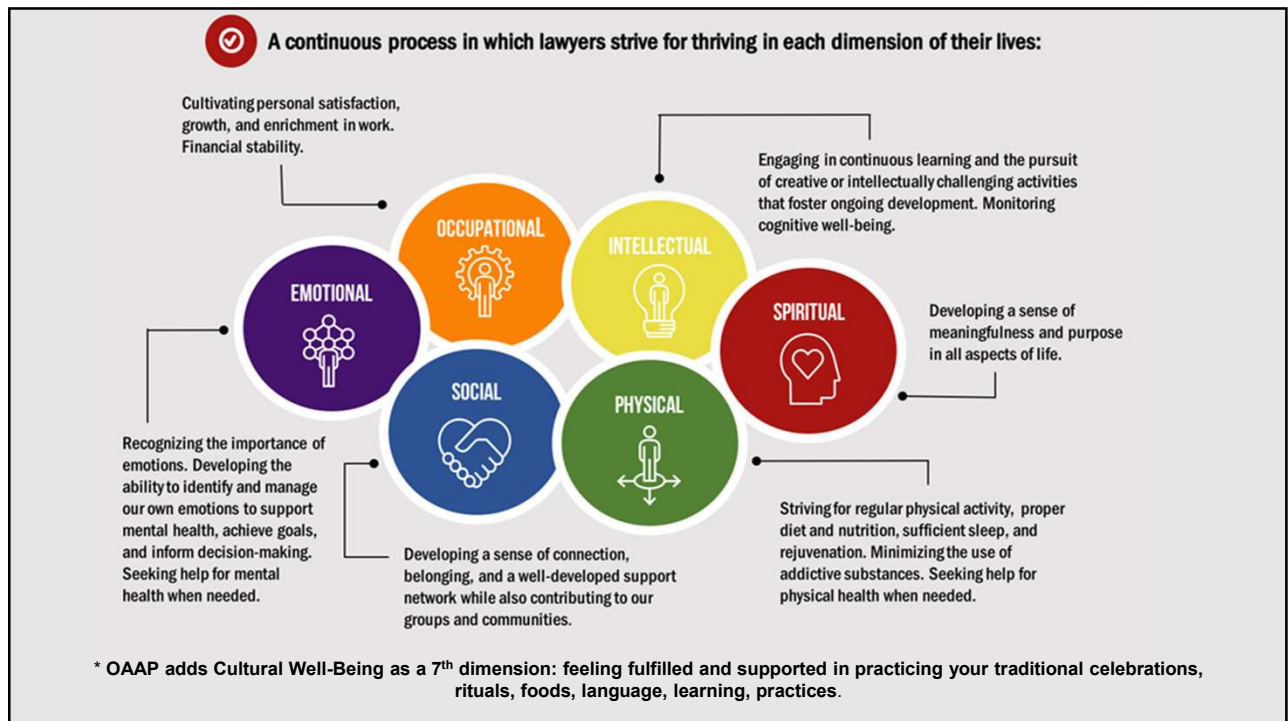 A continuous process in which lawyers strive for thriving in each dimension of their lives:
Cultivating personal satisfaction,
growth, and enrichment in work.
Financial stability.
Engaging in continuous learning and the pursuit
of creative or intellectually challenging activities
that foster ongoing development. Monitoring
cognitive well-being.
OCCUPATIONAL
INTELLECTUAL
EMOTIONAL
SPIRITUAL
Developing a sense of
meaningfulness and purpose
in all aspects of life.
SOCIAL
PHYSICAL
Recognizing the importance of
emotions. Developing the
ability to identify and manage
our own emotions to support
mental health, achieve goals,
and inform decision-making.
Seeking help for mental
health when needed.
Developing a sense of connection,
belonging, and a well-developed support
network while also contributing to our
groups and communities.
Striving for regular physical activity, proper
diet and nutrition, sufficient sleep, and
rejuvenation. Minimizing the use of
addictive substances. Seeking help for
physical health when needed.
* OAAP adds Cultural Well-Being as a 7th dimension: feeling fulfilled and supported in practicing your traditional celebrations,
rituals, foods, language, learning, practices.